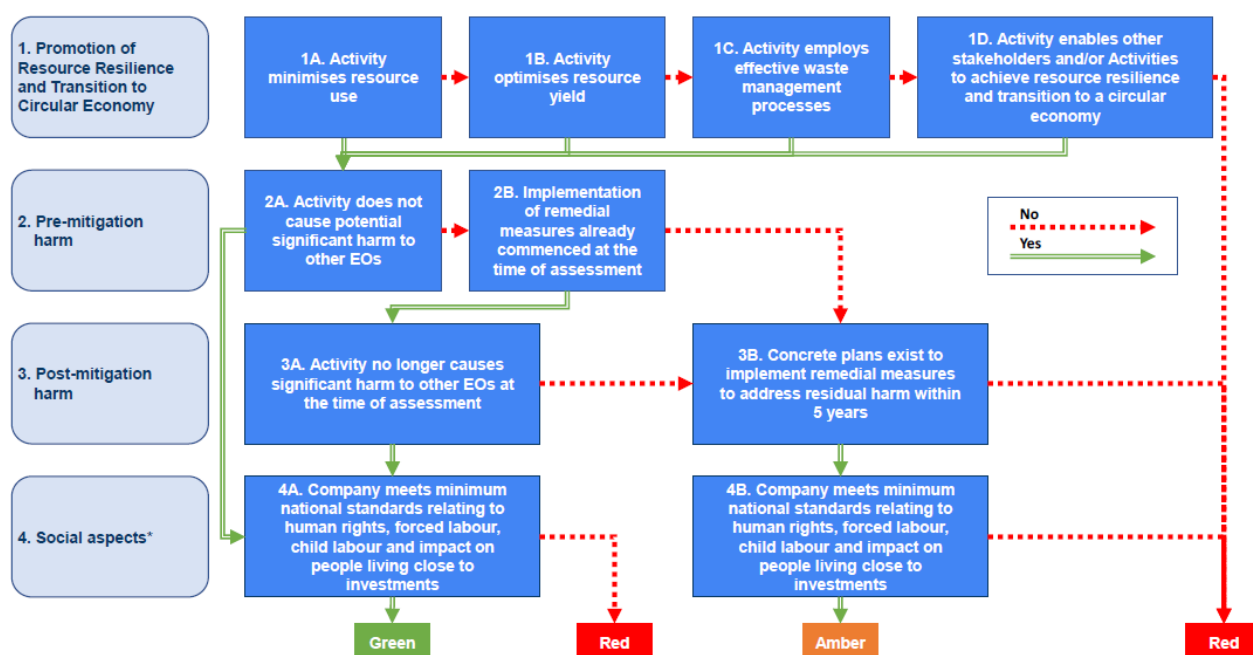 1. Promotion of
Resource Resilience
and Transition to
Circular Economy
1A. Activity
minimises resource
use
1B. Activity
optimises resource
yield
1C. Activity employs
effective waste
management
processes
1D. Activity enables other
stakeholders and/or Activities
to achieve resource resilience
and transition to a circular
economy
2. Pre-mitigation
harm
2A. Activity does not
cause potential
significant harm to
other EOs
2B. Implementation
of remedial
measures already
commenced at the
time of assessment
No
Yes
3. Post-mitigation
harm
3A. Activity no longer causes
significant harm to other EOs at
the time of assessment
3B. Concrete plans exist to
implement remedial measures
to address residual harm within
5 years
4. Social aspects*
4A. Company meets minimum
national standards relating to
human rights, forced labour,
child labour and impact on
people living close to
investments
4B. Company meets minimum
national standards relating to
human rights, forced labour,
child labour and impact on
people living close to
investments
Green
Red
Amber
Red